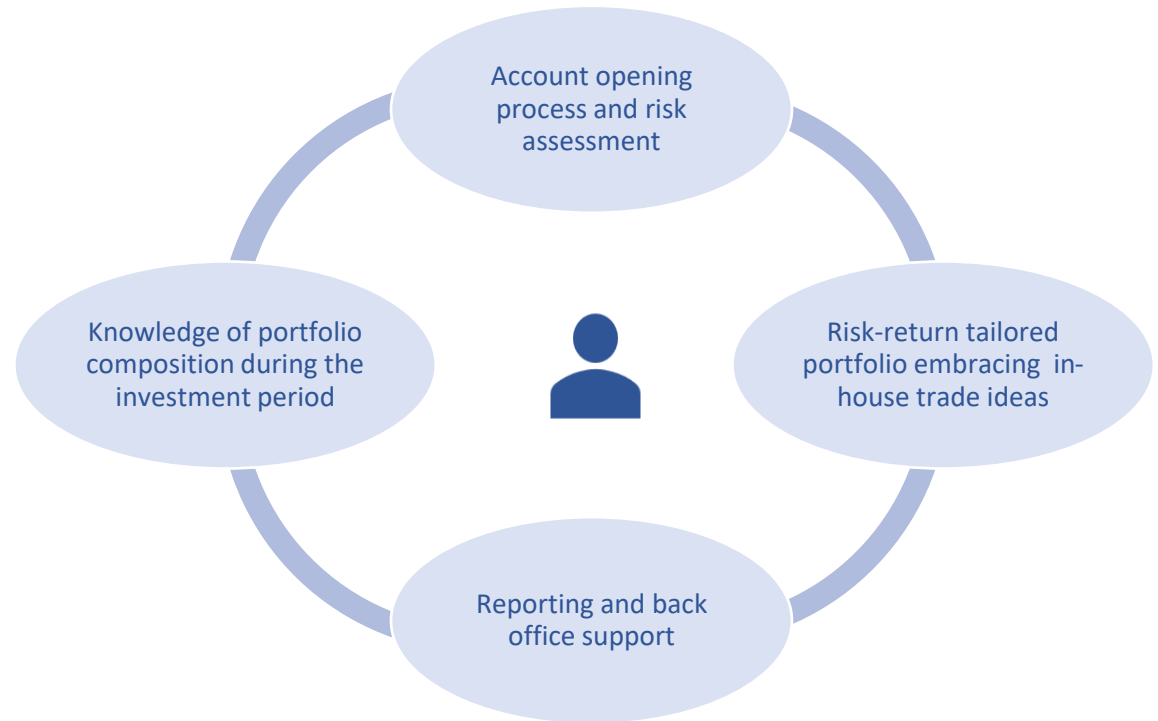 Account opening
process and risk
assessment
Knowledge of portfolio
composition during the
investment period
Risk-return tailored
portfolio embracing  in-
house trade ideas
Reporting and back
office support